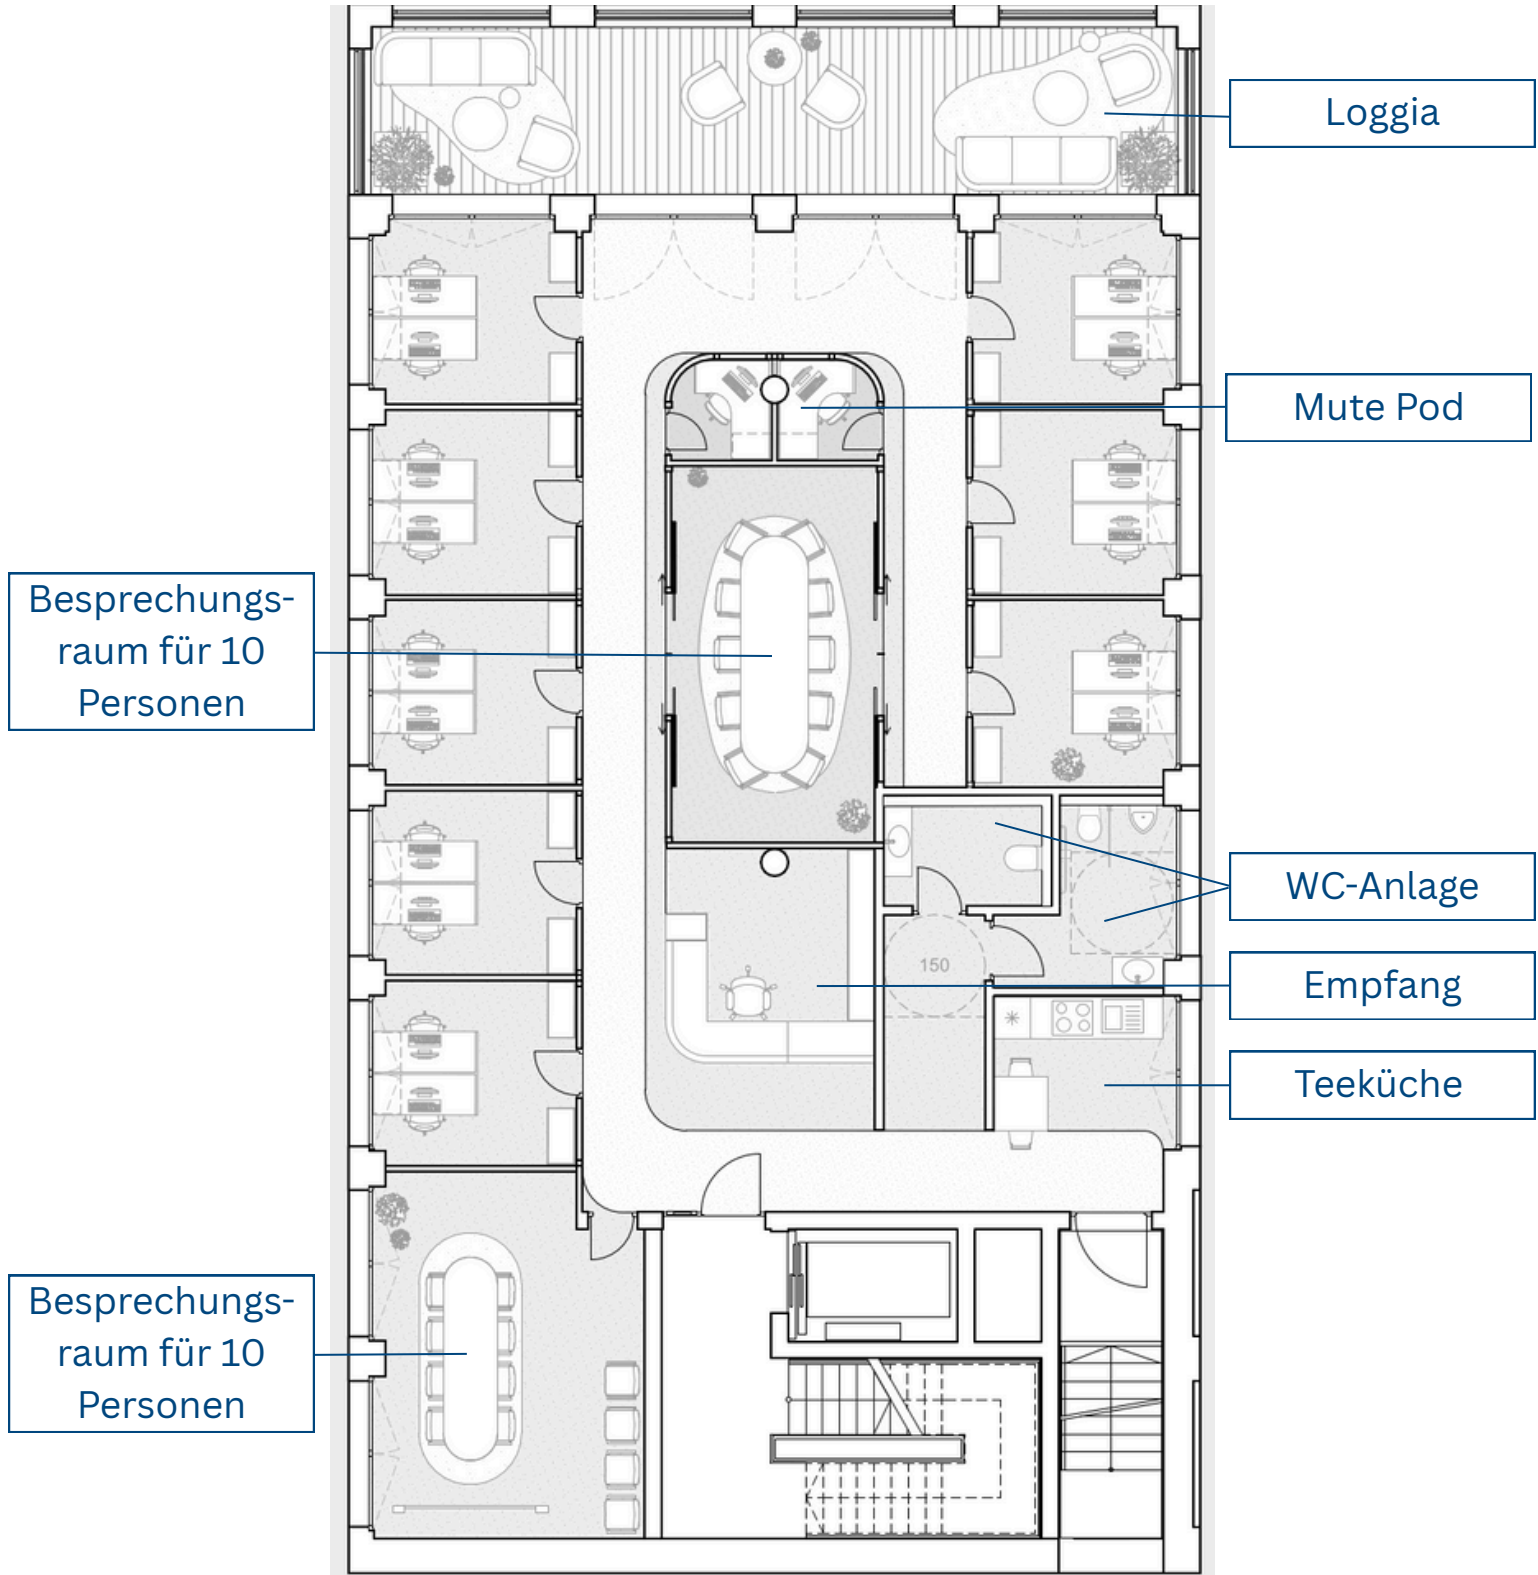 Loggia
Mute Pod
Besprechungs-
raum für 10
Personen
WC-Anlage
150
Empfang
Teeküche
Besprechungs-
raum für 10
Personen